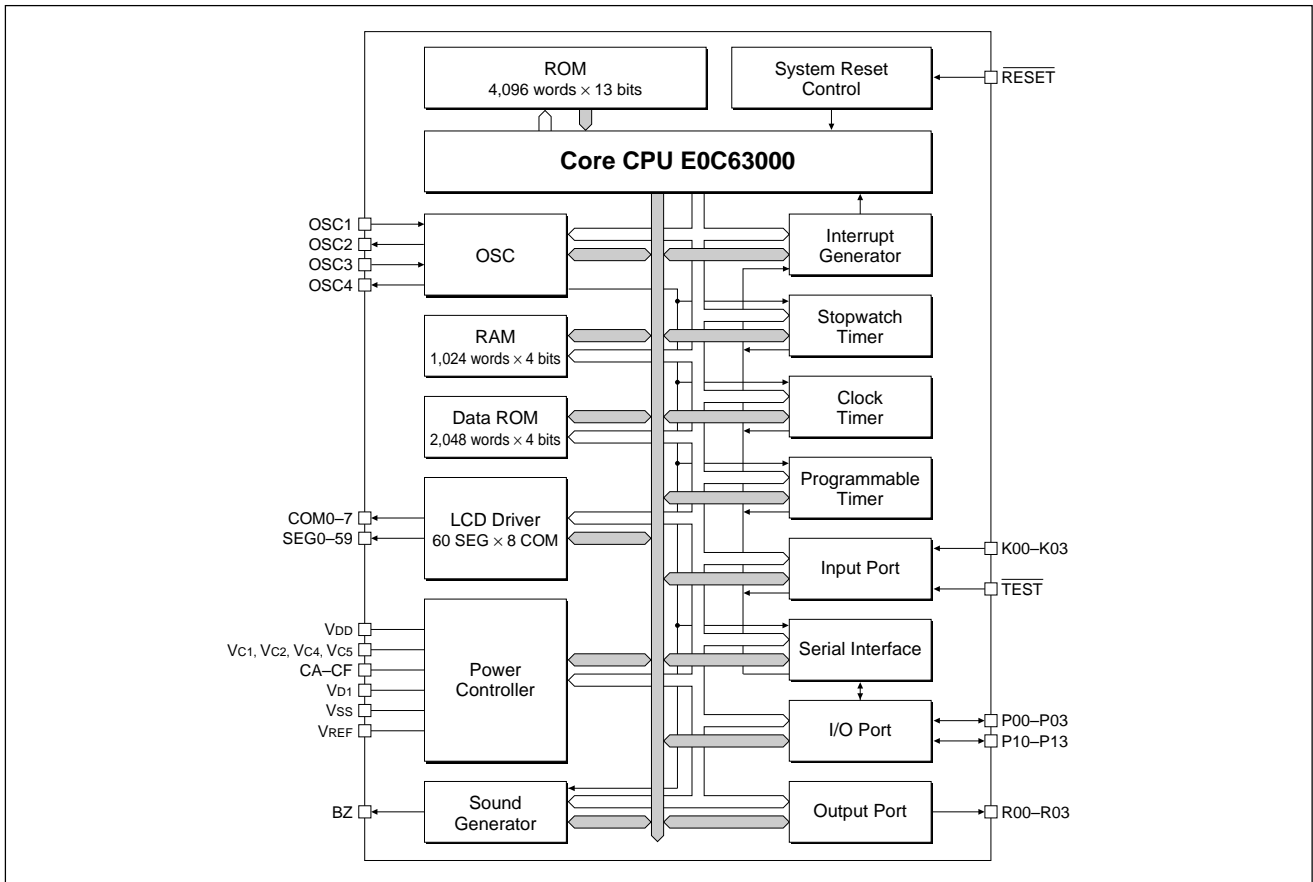 ROM
4,096 words × 13 bits
System Reset
Control
RESET
Core CPU E0C63000
OSC1
OSC2
OSC3
OSC4
OSC
Interrupt
Generator
RAM
1,024 words × 4 bits
Stopwatch
Timer
Data ROM
2,048 words × 4 bits
Clock
Timer
COM0–7
SEG0–59
LCD Driver
60 SEG × 8 COM
Programmable
Timer
Input Port
K00–K03
TEST
VDD
VC1, VC2, VC4, VC5
CA–CF
VD1
VSS
VREF
Power
Controller
Serial Interface
I/O Port
P00–P03
P10–P13
BZ
Sound
Generator
Output Port
R00–R03